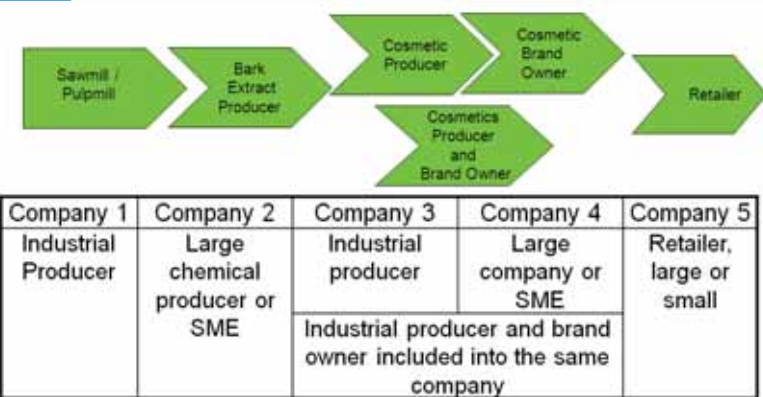 Sawmill /
Pulpmill
Bark
Extract
Producer
Cosmetic
Producer
Cosmetic
Brand
Owner
Cosmetics
Producer
and
Brand Owner
Retailer
Company 1
Company 2
Company 3
Company 4
Company 5
Industrial
Producer
Large
chemical
producer or
SME
Industrial
producer
Large
company or
SME
Industrial producer and brand
owner included into the same
company
Retailer,
large or
small